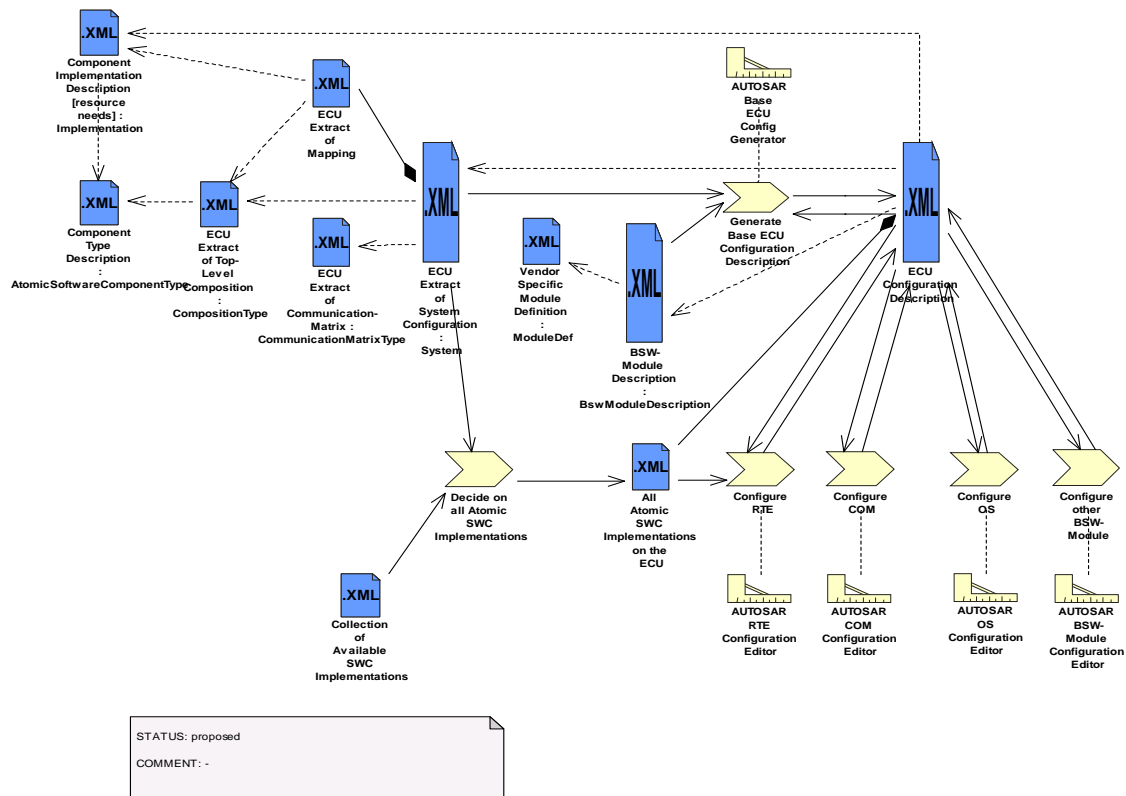 .XML
Component
Implementation
Description
[resource
needs] :
Implementation
.XML
ECU
Extract
of
Mapping
AUTOSAR
Base
ECU
Config
Generator
.XML
Component
Type
Description
:
AtomicSoftwareComponentType
.XML
ECU
Extract
of Top-
Level
Composition
:
CompositionType
.XML
ECU
Extract
of
Communication-
Matrix :
CommunicationMatrixType
.XML
ECU
Extract
of
System
Configuration
:
System
.XML
Vendor
Specific
Module
Definition
:
ModuleDef
.XML
BSW-
Module
Description
:
BswModuleDescription
Generate
Base ECU
Configuration
Description
.XML
ECU
Configuration
Description
Decide on
all Atomic
SWC
Implementations
.XML
All
Atomic
SWC
Implementations
on the
ECU
Configure
RTE
Configure
COM
Configure
OS
Configure
other
BSW-
Module
.XML
Collection
of
Available
SWC
Implementations
AUTOSAR
RTE
Configuration
Editor
AUTOSAR
COM
Configuration
Editor
AUTOSAR
OS
Configuration
Editor
AUTOSAR
BSW-
Module
Configuration
Editor
STATUS: proposed
COMMENT: -